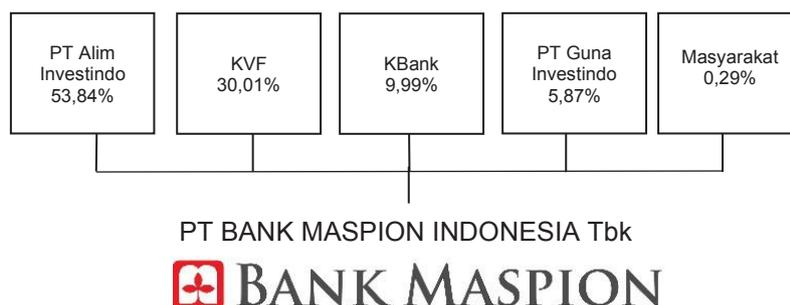 PT Alim
Investindo
53,84%
KVF
30,01%
KBank
9,99%
PT Guna
Investindo
5,87%
Masyarakat
0,29%
PT BANK MASPION INDONESIA Tbk
BANK MASPION